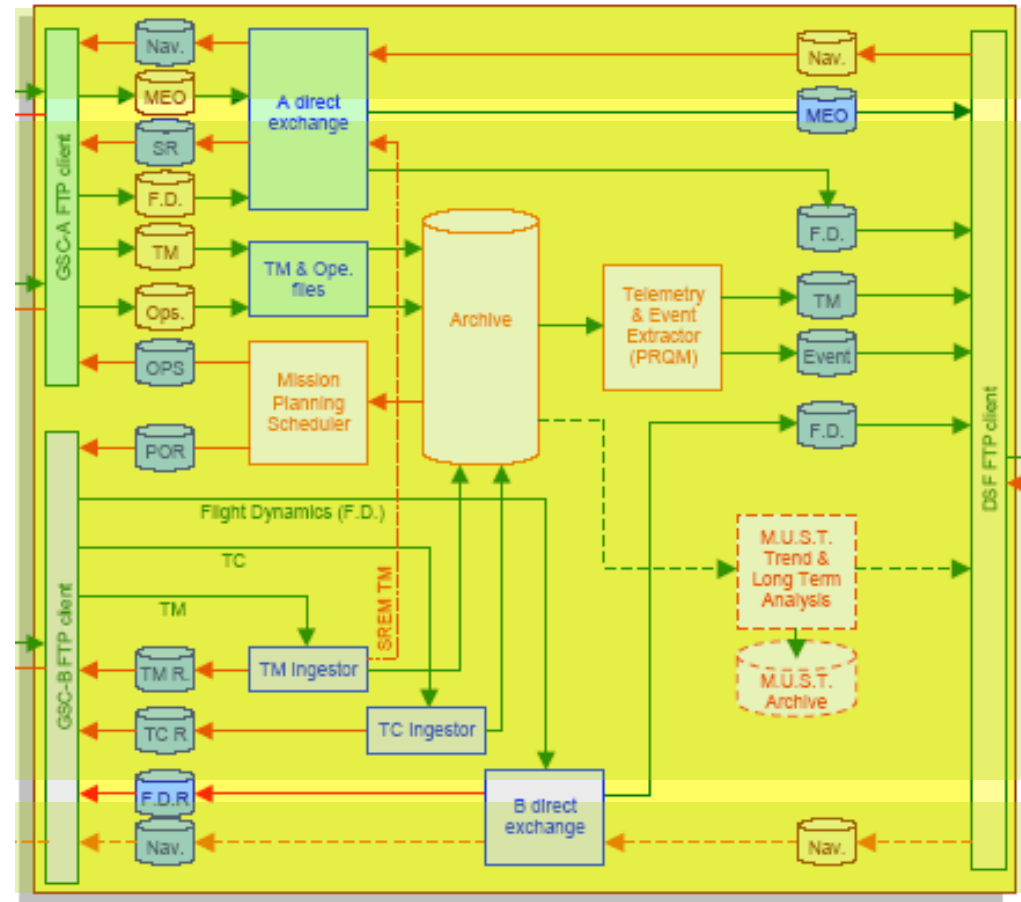 Nav.
MEO
SR
F.D.
TM
Ops.
OPS
POR
GSC-A FTP client
A direct
exchange
TM & Ope.
files
Mission
Planning
Scheduler
Archive
Telemetry
& Event
Extractor
(PRQM)
Nav.
MEO
F.D.
TM
Event
F.D.
DSF FTP client
GSC-B FTP client
Flight Dynamics (F.D.)
TC
TM
SREM TM
M.U.S.T.
Trend &
Long Term
Analysis
M.U.S.T.
Archive
TM R.
TM Ingestor
TC R
TC Ingestor
F.D.R
B direct
exchange
Nav.
Nav.